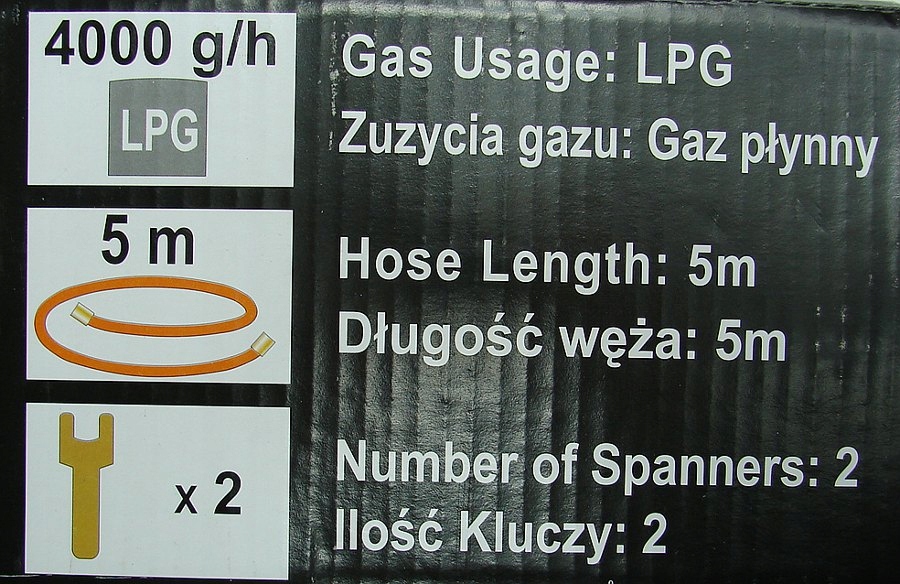 4000 g/h
LPG
Gas Usage: LPG
Zuzycia gazu: Gaz płynny
5 m
Hose Length: 5m
Długość węża: 5m
x 2
Number of Spanners: 2
Ilość Kluczy: 2